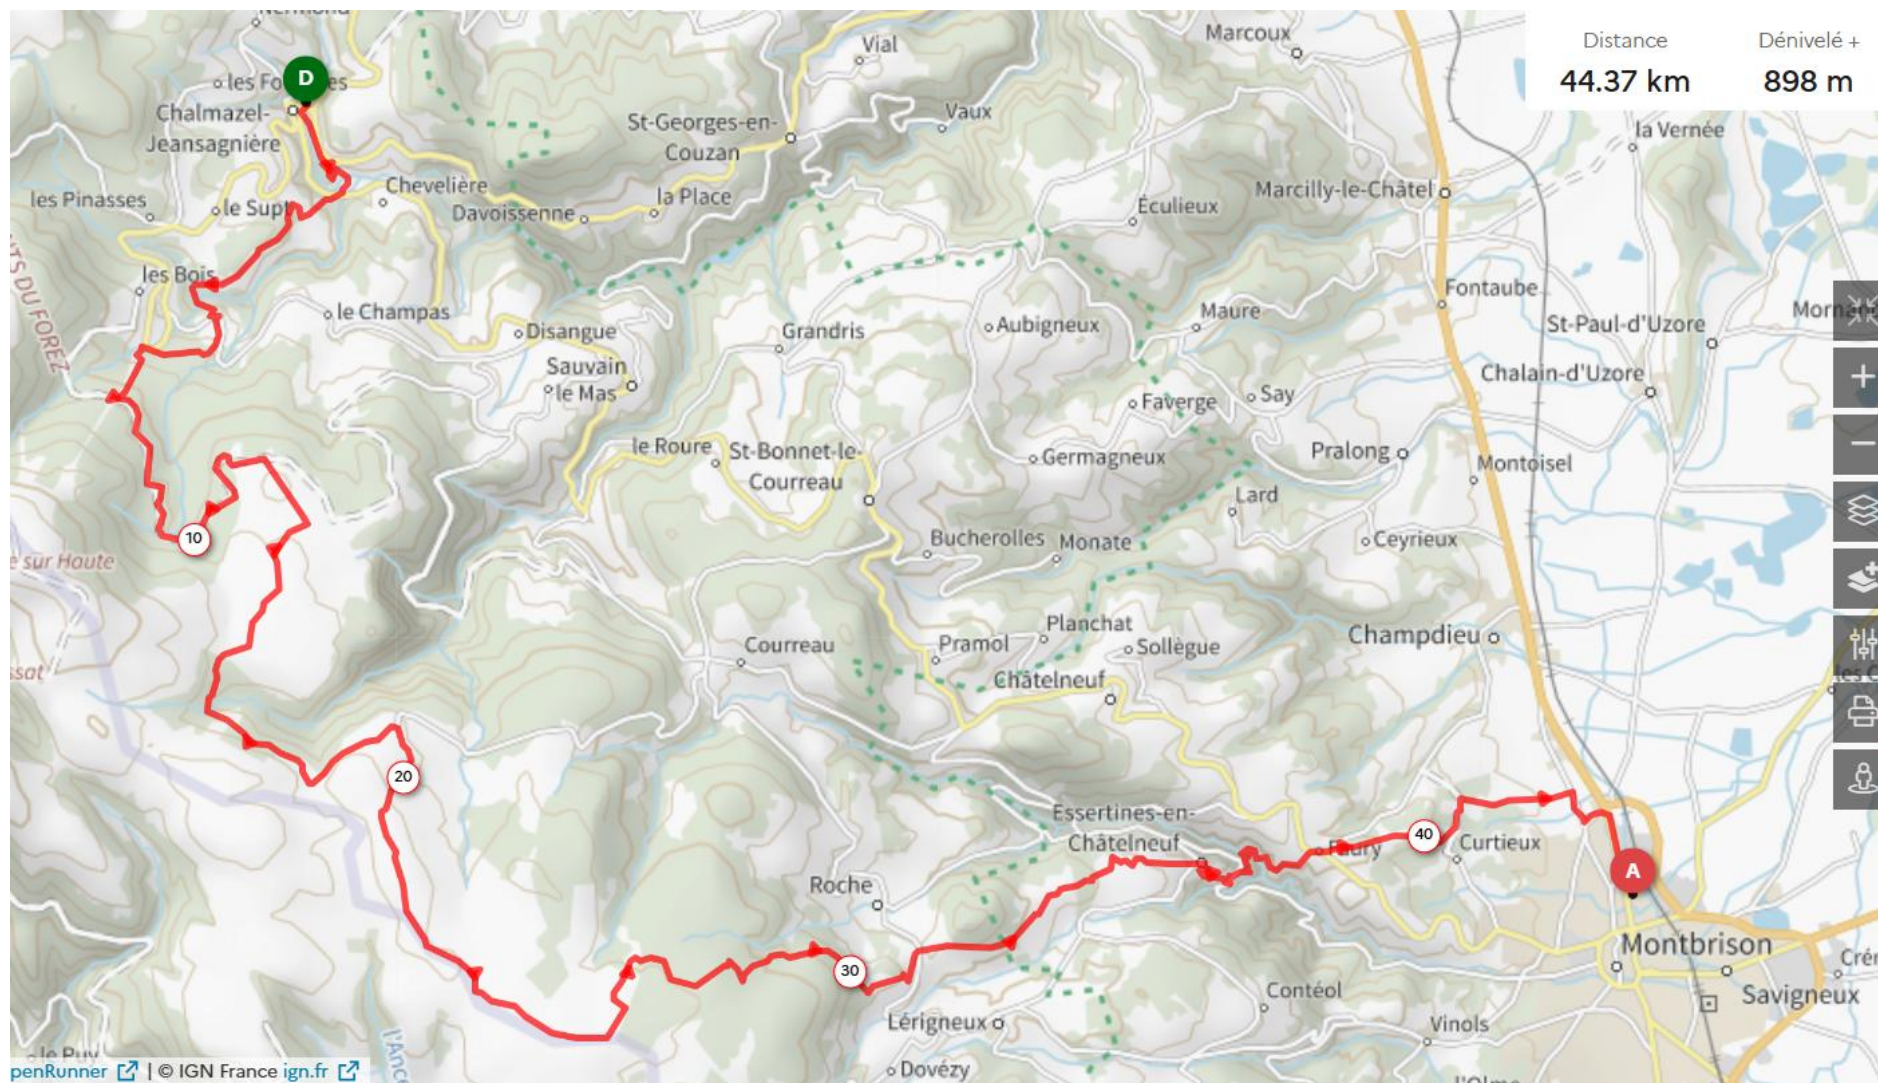 Distance
Dénivelé +
44.37 km
898 m
Marcoux
Vial
D
Chalmazel-
Jeansagnière
Vaux
St-Georges-en-
Couzan
la Vernée
les Pinasses
Chevelière
la Place
Davoissenne
Éculieux
Marcilly-le-Châtel
les Bois
le Champas
Disangue
Grandris
Aubigneux
Maure
Fontaube
St-Paul-d'Uzore
Sauvain
le Mas
Chalain-d'Uzore
Faverge
Say
le Roure
St-Bonnet-le-
Courreau
Germagneux
Pralong
Montoisel
Lard
10
Bucherolles
Monate
Ceyrieux
sur Haute
Planchat
Champdieu
Courreau
Pramol
Sollègue
Châtelneuf
20
Essertines-en-
Châtelneuf
40
Curtieux
A
Roche
Montbrison
30
Savigneux
Contéol
Lérigneux
Vinols
Dovézy
penRunner | © IGN France ign.fr